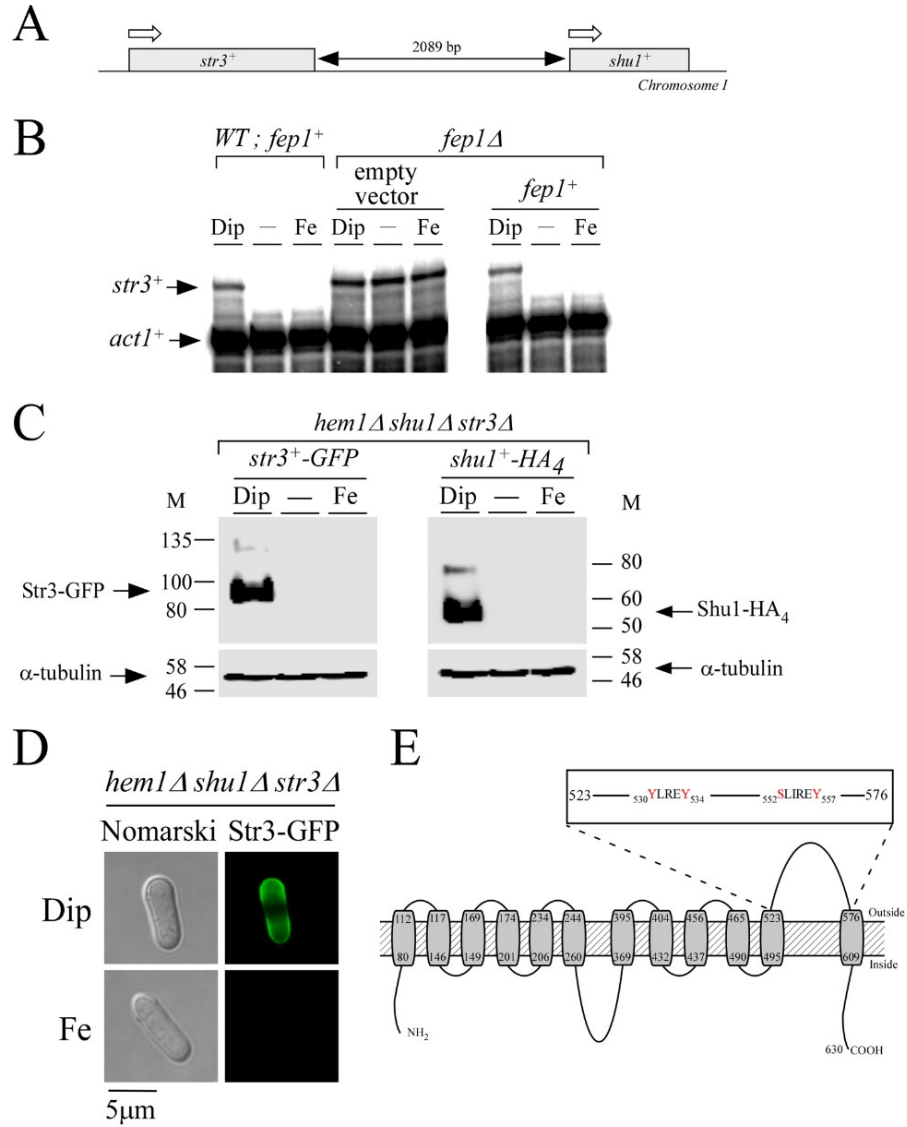 A
2089 bp
str3+
shu1+
Chromosome I
B
WT ; fep1+
fep1Δ
empty
vector
fep1+
Dip — Fe Dip — Fe Dip — Fe
str3+
act1+
C
hem1Δ shu1Δ str3Δ
str3+-GFP
shu1+-HA4
M Dip — Fe Dip — Fe M
135
100
80
Str3-GFP
80
60
50
Shu1-HA4
α-tubulin
58
46
58
46
α-tubulin
D
hem1Δ shu1Δ str3Δ
Nomarski Str3-GFP
Dip
Fe
5μm
E
523 530YLREY534 552SLIREY557 576
112 117 169 174 234 244 395 404 456 465 523 576 Outside
80 146 149 201 206 260 369 432 437 490 495 609 Inside
NH2
630 COOH